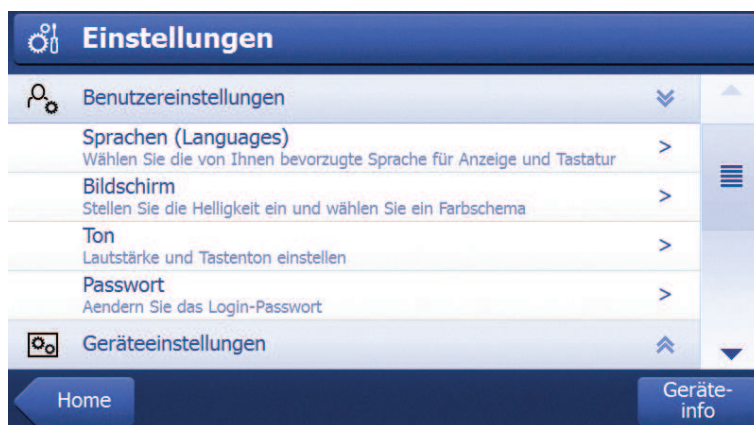 Einstellungen
Benutzereinstellungen
Sprachen (Languages)
Wählen Sie die von Ihnen bevorzugte Sprache für Anzeige und Tastatur
Bildschirm
Stellen Sie die Helligkeit ein und wählen Sie ein Farbschema
Ton
Lautstärke und Tastenton einstellen
Passwort
Aendern Sie das Login-Passwort
Geräteeinstellungen
Home
Geräte-
info